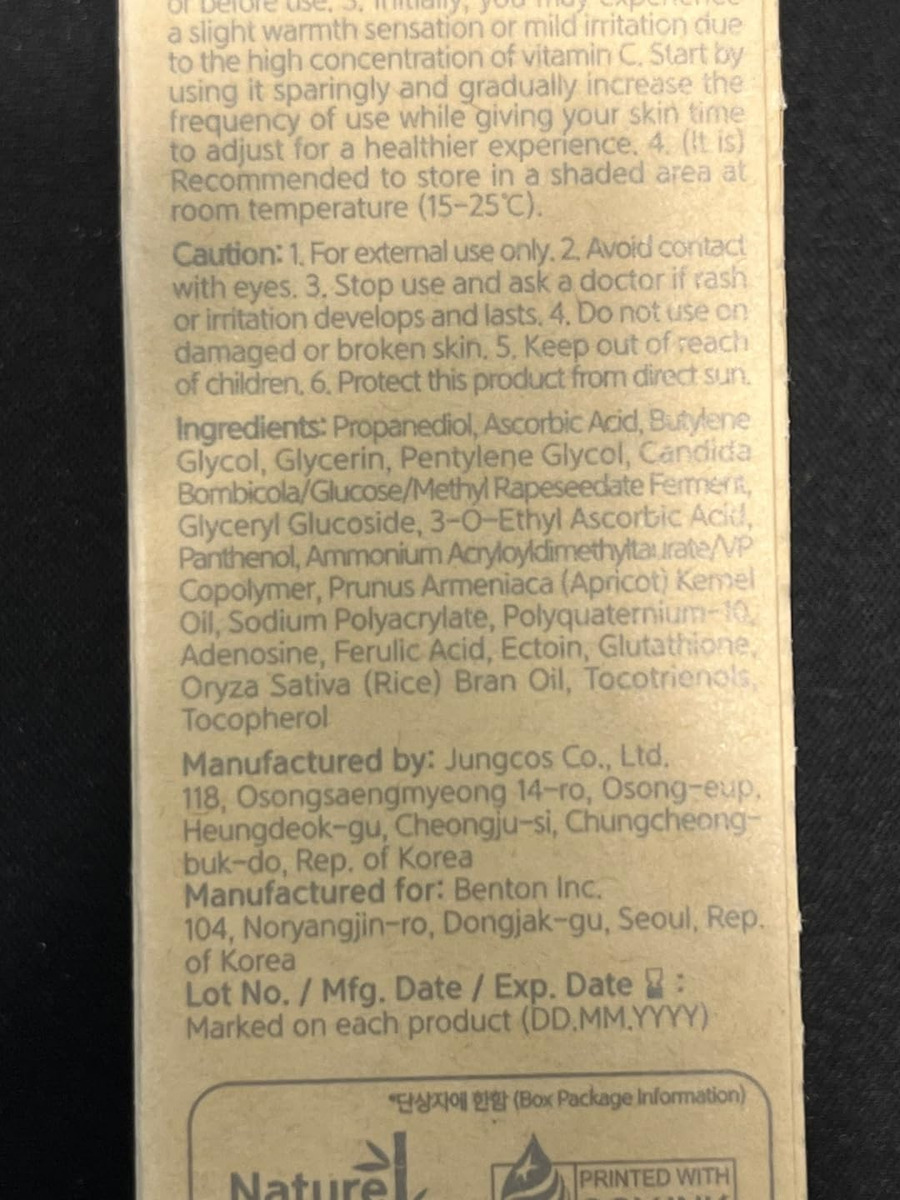 or before use. 3. Initially, you may experience
a slight warmth sensation or mild irritation due
to the high concentration of vitamin C. Start by
using it sparingly and gradually increase the
frequency of use while giving your skin time
to adjust for a healthier experience. 4. (It is)
Recommended to store in a shaded area at
room temperature (15-25℃).
Caution: 1. For external use only. 2. Avoid contact
with eyes. 3. Stop use and ask a doctor if rash
or irritation develops and lasts. 4. Do not use on
damaged or broken skin. 5. Keep out of reach
of children. 6. Protect this product from direct sun.
Ingredients: Propanediol, Ascorbic Acid, Butylene
Glycol, Glycerin, Pentylene Glycol, Candida
Bombicola/Glucose/Methyl Rapeseedate Ferment,
Glyceryl Glucoside, 3-O-Ethyl Ascorbic Acid,
Panthenol, Ammonium Acryloyldimethyltaurate/VP
Copolymer, Prunus Armeniaca (Apricot) Kernel
Oil, Sodium Polyacrylate, Polyquaternium-10,
Adenosine, Ferulic Acid, Ectoin, Glutathione,
Oryza Sativa (Rice) Bran Oil, Tocotrienols,
Tocopherol
Manufactured by: Jungcos Co., Ltd.
118, Osongsaengmyeong 14-ro, Osong-eup,
Heungdeok-gu, Cheongju-si, Chungcheong-
buk-do, Rep. of Korea
Manufactured for: Benton Inc.
104, Noryangjin-ro, Dongjak-gu, Seoul, Rep.
of Korea
Lot No. / Mfg. Date / Exp. Date :
Marked on each product (DD.MM.YYYY)
*단상자에 한함 (Box Package Information)
Nature
PRINTED WITH